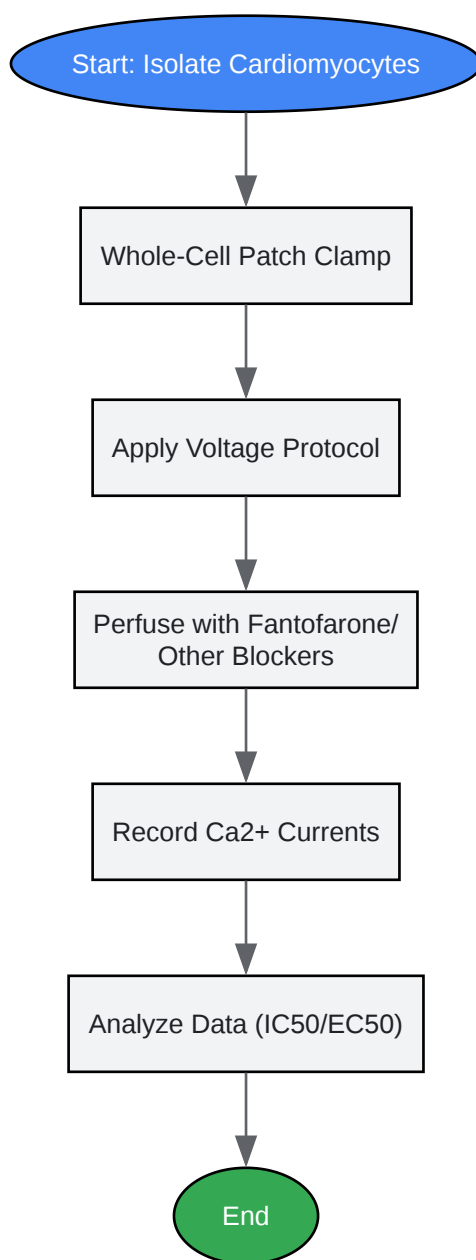 Start: Isolate Cardiomyocytes
Whole-Cell Patch Clamp
Apply Voltage Protocol
Perfuse with Fantofarone/
Other Blockers
Record Ca2+ Currents
Analyze Data (IC50/EC50)
End